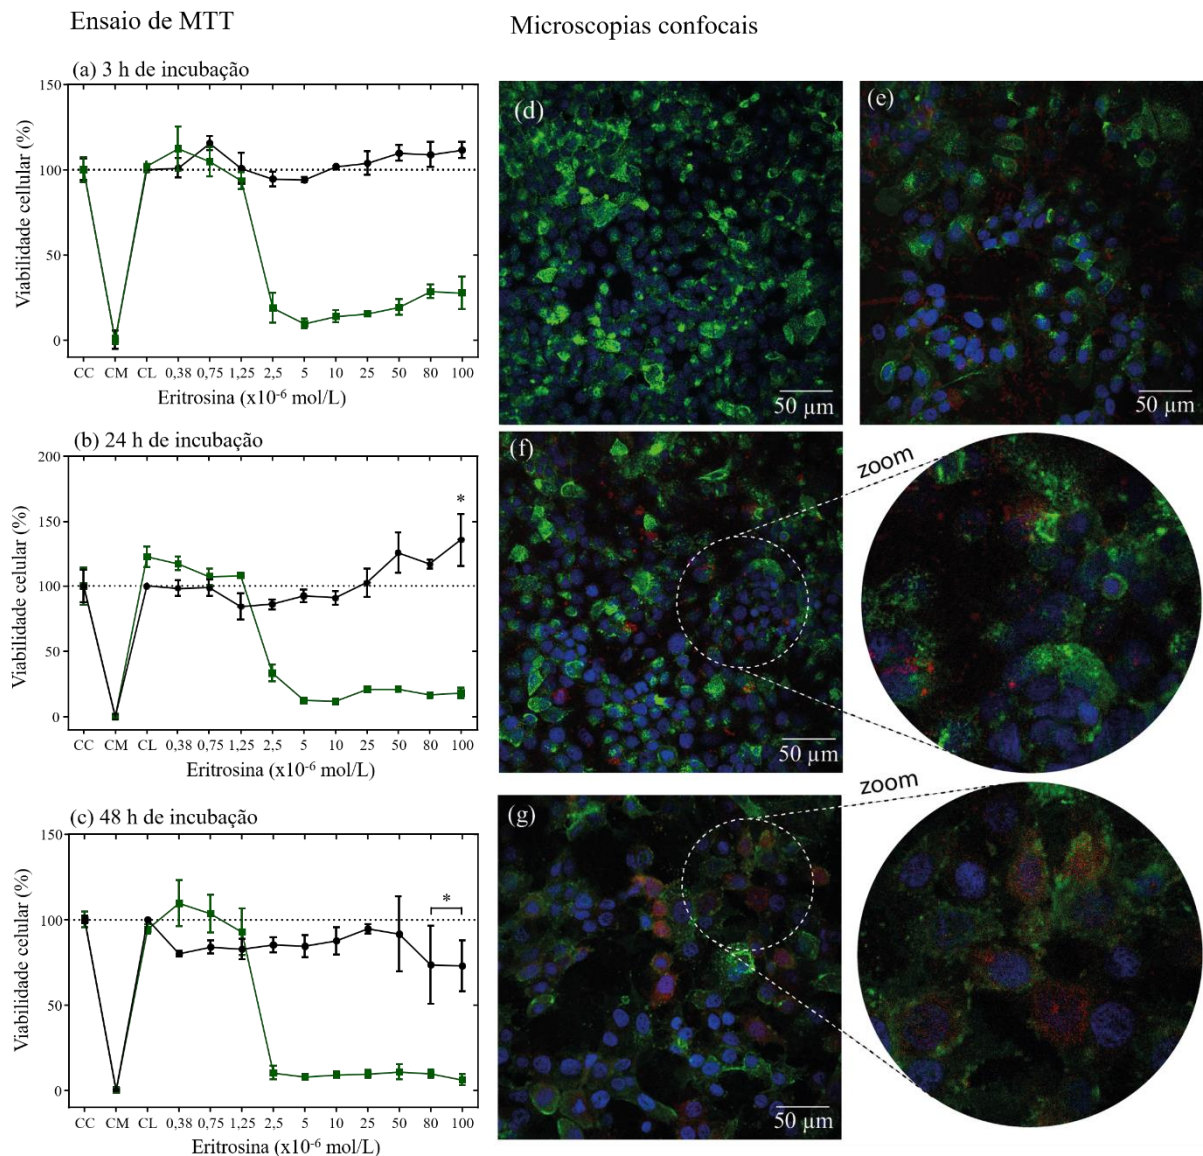 Ensaio de MTT
Microscopias confocais
(a) 3 h de incubação
Viabilidade cellular (%)
150
100
50
0
CC CM CL 0,38 0,75 1,25 2,5 5 10 25 50 80 100
Eritrosina (x10⁻⁶ mol/L)
(b) 24 h de incubação
Viabilidade celular (%)
200
150
100
50
0
*
CC CM CL 0,38 0,75 1,25 2,5 5 10 25 50 80 100
Eritrosina (x10⁻⁶ mol/L)
(c) 48 h de incubação
Viabilidade celular (%)
150
100
50
0
*
CC CM CL 0,38 0,75 1,25 2,5 5 10 25 50 80 100
Eritrosina (x10⁻⁶ mol/L)
(d)
50 µm
(e)
50 µm
(f)
50 µm
zoom
(g)
50 µm
zoom